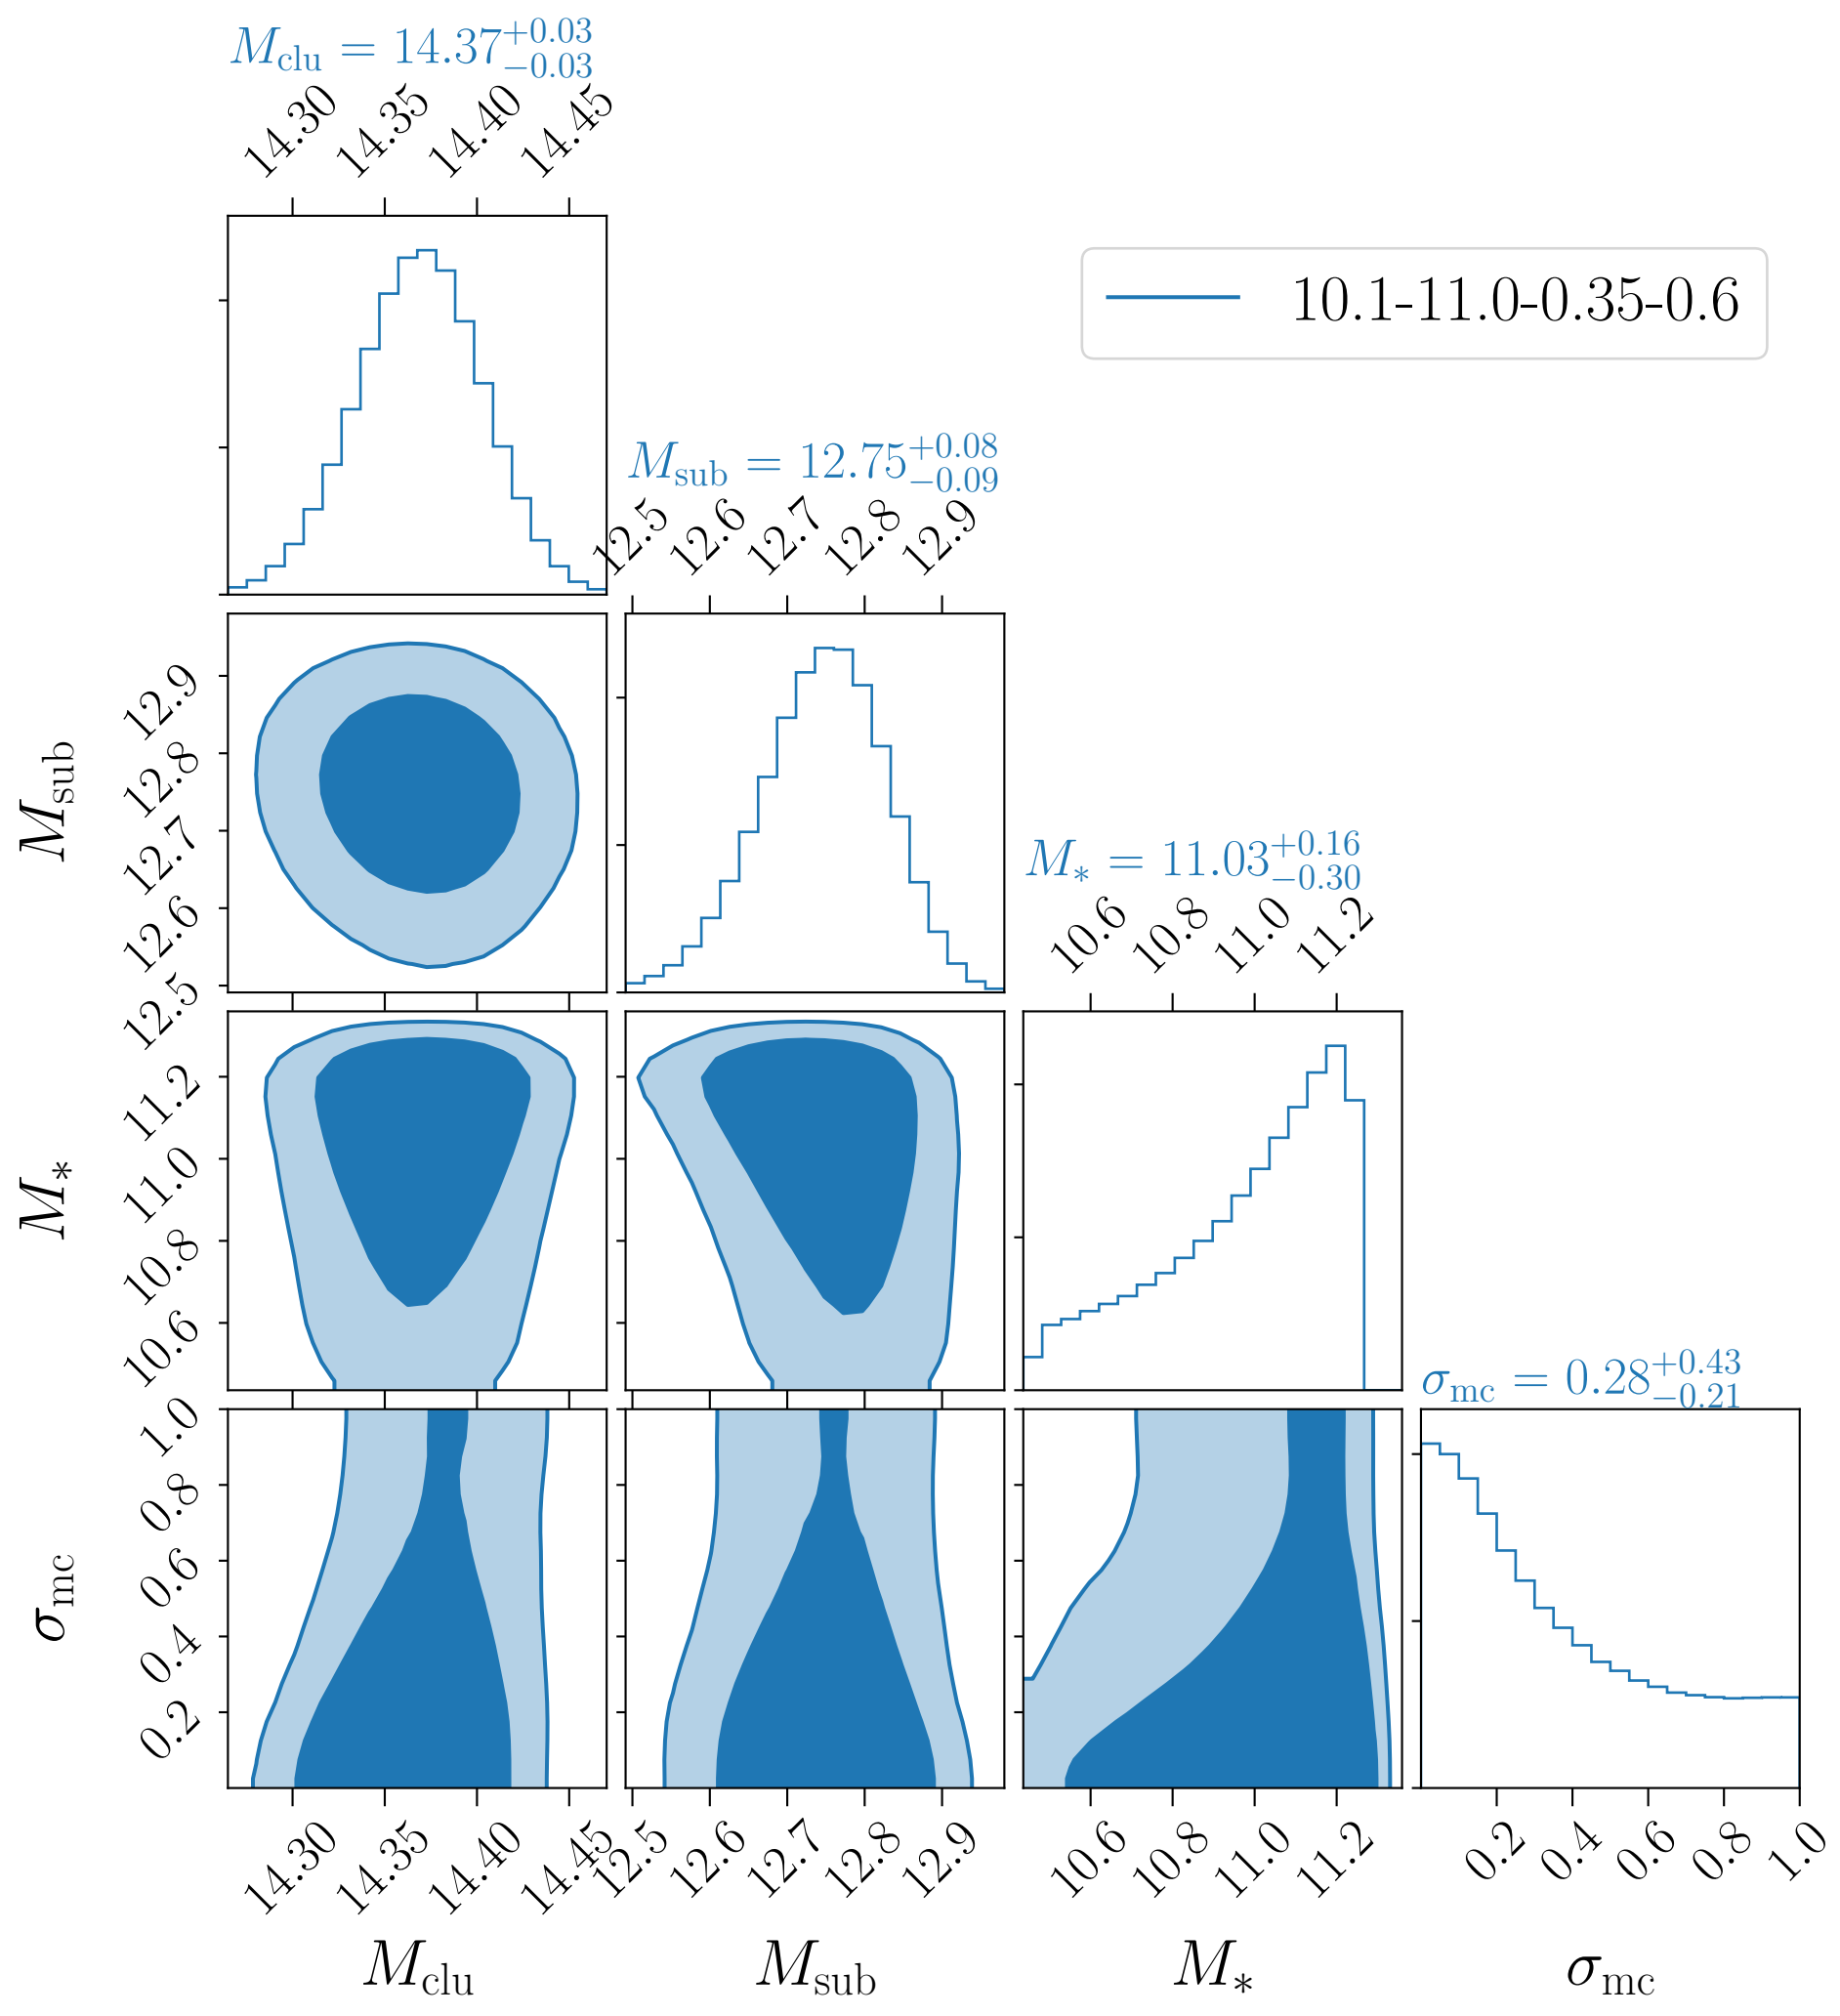 M_clu = 14.37^{+0.03}_{-0.03}
14.30 14.35 14.40 14.45
10.1-11.0-0.35-0.6
M_sub = 12.75^{+0.08}_{-0.09}
12.5 12.6 12.7 12.8 12.9
M_sub
12.9
12.8
12.7
12.6
12.5
M_* = 11.03^{+0.16}_{-0.30}
10.6 10.8 11.0 11.2
M_*
11.2
11.0
10.8
10.6
σ_mc = 0.28^{+0.43}_{-0.21}
σ_mc
1.0
0.8
0.6
0.4
0.2
14.30 14.35 14.40 14.45 12.5 12.6 12.7 12.8 12.9 10.6 10.8 11.0 11.2 0.2 0.4 0.6 0.8 1.0
M_clu M_sub M_* σ_mc